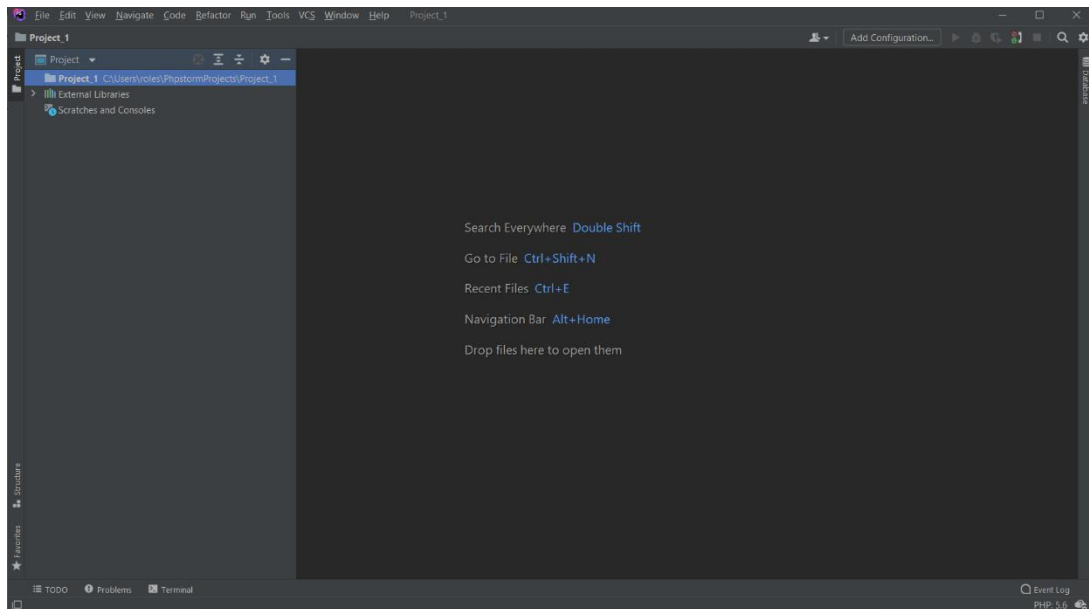 File Edit View Navigate Code Refactor Run Tools VCS Window Help Project_1
Project_1 Add Configuration...
Project
Project
Project_1 C:\Users\roles\PhpstormProjects\Project_1
External Libraries
Scratches and Consoles
Database
Search Everywhere Double Shift
Go to File Ctrl+Shift+N
Recent Files Ctrl+E
Navigation Bar Alt+Home
Drop files here to open them
Structure
Favorites
TODO Problems Terminal Event Log
PHP: 5.6